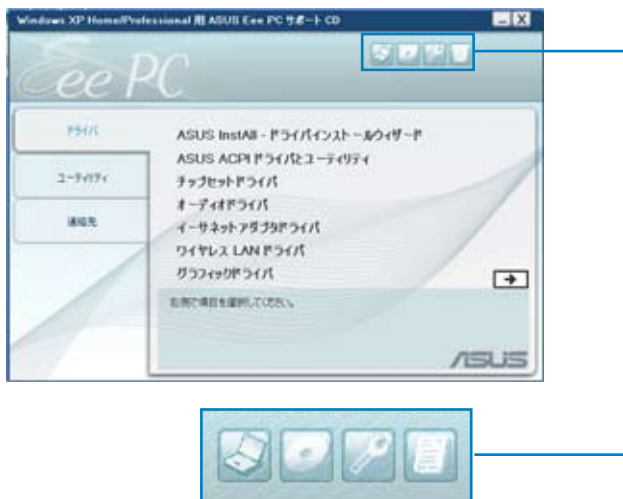 Windows XP Home/Professional 用 ASUS Eee PC サポート CD
Eee PC
ドライバ
ユーティリティ
連絡先
ASUS InstAll - ドライバインストールウィザード
ASUS ACPI ドライバとユーティリティ
チップセットドライバ
オーディオドライバ
イーサネットアダプタドライバ
ワイヤレス LAN ドライバ
グラフィックドライバ
右側で項目を選択してください。
ASUS